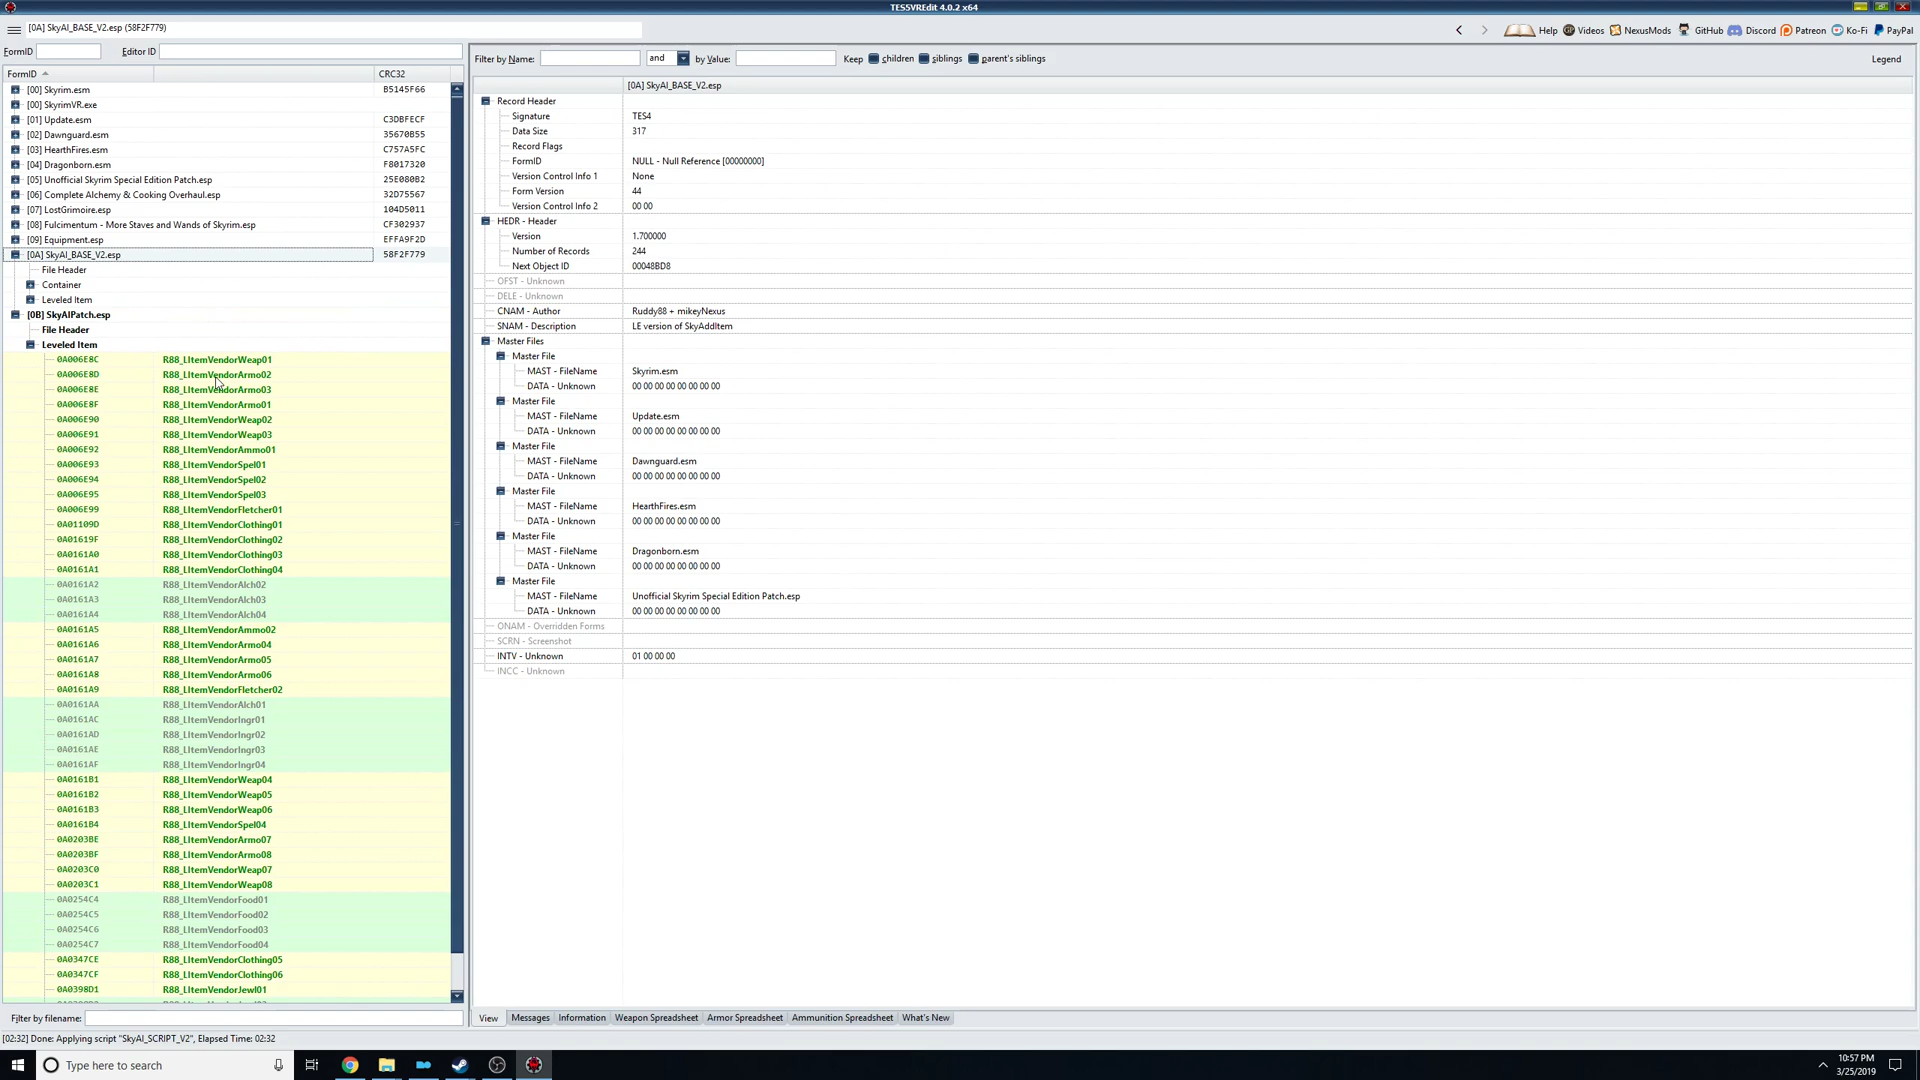 TES5VREdit 4.0.2 x64
[0A] SkyAI_BASE_V2.esp (58F2F779)
Help Videos NexusMods GitHub Discord Patreon Ko-Fi PayPal
FormID Editor ID
Filter by Name: and by Value: Keep children siblings parent's siblings Legend
FormID CRC32
[00] Skyrim.esm B5145F66
[00] SkyrimVR.exe
[01] Update.esm C3DBFECF
[02] Dawnguard.esm 35670B55
[03] HearthFires.esm C757A5FC
[04] Dragonborn.esm F8017320
[05] Unofficial Skyrim Special Edition Patch.esp 25E080B2
[06] Complete Alchemy & Cooking Overhaul.esp 32D75567
[07] LostGrimoire.esp 104D5011
[08] Fulcimentum - More Staves and Wands of Skyrim.esp CF302937
[09] Equipment.esp EFFA9F2D
[0A] SkyAI_BASE_V2.esp 58F2F779
File Header
Container
Leveled Item
[0B] SkyAIPatch.esp
File Header
Leveled Item
0A006E8C R88_LItemVendorWeap01
0A006E8D R88_LItemVendorArmo02
0A006E8E R88_LItemVendorArmo03
0A006E8F R88_LItemVendorArmo01
0A006E90 R88_LItemVendorWeap02
0A006E91 R88_LItemVendorWeap03
0A006E92 R88_LItemVendorAmmo01
0A006E93 R88_LItemVendorSpel01
0A006E94 R88_LItemVendorSpel02
0A006E95 R88_LItemVendorSpel03
0A006E99 R88_LItemVendorFletcher01
0A01109D R88_LItemVendorClothing01
0A01619F R88_LItemVendorClothing02
0A0161A0 R88_LItemVendorClothing03
0A0161A1 R88_LItemVendorClothing04
0A0161A2 R88_LItemVendorAlch02
0A0161A3 R88_LItemVendorAlch03
0A0161A4 R88_LItemVendorAlch04
0A0161A5 R88_LItemVendorAmmo02
0A0161A6 R88_LItemVendorArmo04
0A0161A7 R88_LItemVendorArmo05
0A0161A8 R88_LItemVendorArmo06
0A0161A9 R88_LItemVendorFletcher02
0A0161AA R88_LItemVendorAlch01
0A0161AC R88_LItemVendorIngr01
0A0161AD R88_LItemVendorIngr02
0A0161AE R88_LItemVendorIngr03
0A0161AF R88_LItemVendorIngr04
0A0161B1 R88_LItemVendorWeap04
0A0161B2 R88_LItemVendorWeap05
0A0161B3 R88_LItemVendorWeap06
0A0161B4 R88_LItemVendorSpel04
0A0203BE R88_LItemVendorArmo07
0A0203BF R88_LItemVendorArmo08
0A0203C0 R88_LItemVendorWeap07
0A0203C1 R88_LItemVendorWeap08
0A0254C4 R88_LItemVendorFood01
0A0254C5 R88_LItemVendorFood02
0A0254C6 R88_LItemVendorFood03
0A0254C7 R88_LItemVendorFood04
0A0347CE R88_LItemVendorClothing05
0A0347CF R88_LItemVendorClothing06
0A0398D1 R88_LItemVendorJewl01
Filter by filename:
[0A] SkyAI_BASE_V2.esp
Record Header
Signature TES4
Data Size 317
Record Flags
FormID NULL - Null Reference [00000000]
Version Control Info 1 None
Form Version 44
Version Control Info 2 00 00
HEDR - Header
Version 1.700000
Number of Records 244
Next Object ID 00048BD8
OFST - Unknown
DELE - Unknown
CNAM - Author Ruddy88 + mikeyNexus
SNAM - Description LE version of SkyAddItem
Master Files
Master File
MAST - FileName Skyrim.esm
DATA - Unknown 00 00 00 00 00 00 00 00
Master File
MAST - FileName Update.esm
DATA - Unknown 00 00 00 00 00 00 00 00
Master File
MAST - FileName Dawnguard.esm
DATA - Unknown 00 00 00 00 00 00 00 00
Master File
MAST - FileName HearthFires.esm
DATA - Unknown 00 00 00 00 00 00 00 00
Master File
MAST - FileName Dragonborn.esm
DATA - Unknown 00 00 00 00 00 00 00 00
Master File
MAST - FileName Unofficial Skyrim Special Edition Patch.esp
DATA - Unknown 00 00 00 00 00 00 00 00
ONAM - Overridden Forms
SCRN - Screenshot
INTV - Unknown 01 00 00 00
INCC - Unknown
View Messages Information Weapon Spreadsheet Armor Spreadsheet Ammunition Spreadsheet What's New
[02:32] Done: Applying script "SkyAI_SCRIPT_V2", Elapsed Time: 02:32
Type here to search
10:57 PM
3/25/2019